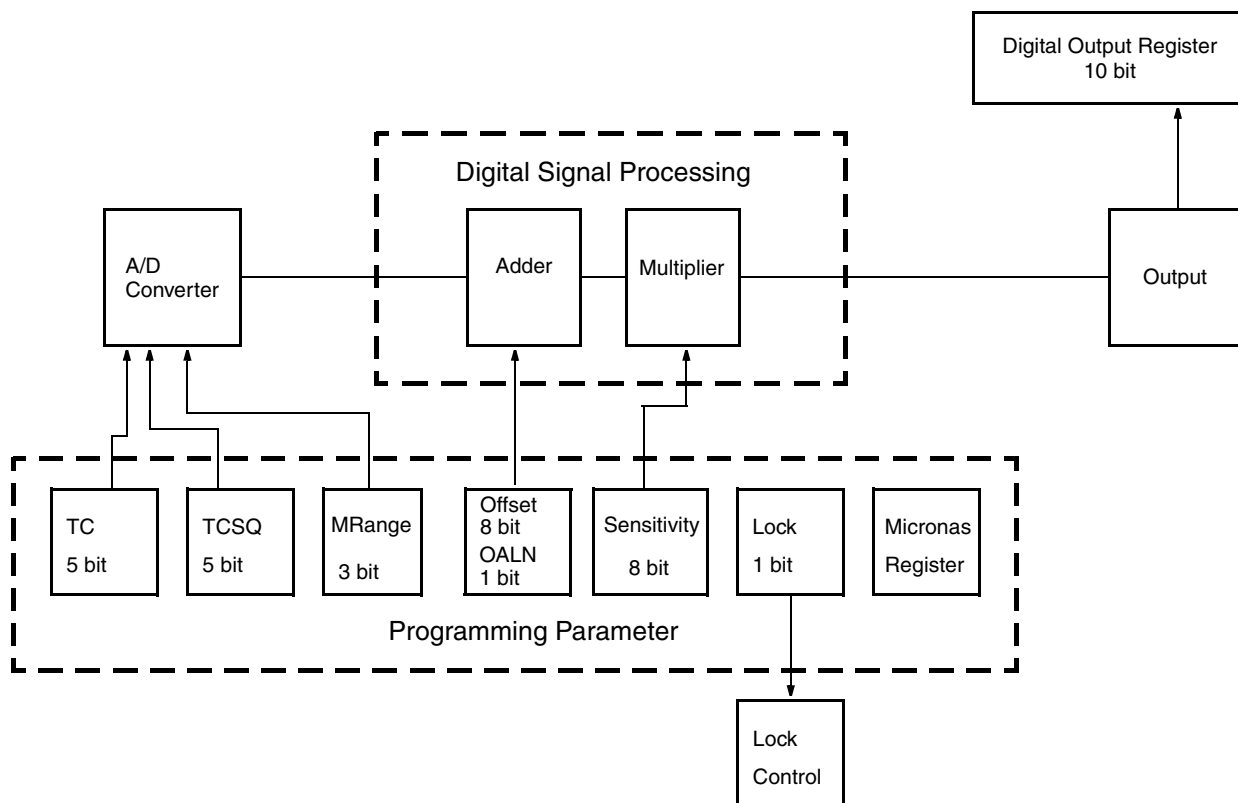 Digital Output Register
10 bit
Digital Signal Processing
A/D
Converter
Adder
Multiplier
Output
TC
5 bit
TCSQ
5 bit
MRange
3 bit
Offset
8 bit
OALN
1 bit
Sensitivity
8 bit
Lock
1 bit
Micronas
Register
Programming Parameter
Lock
Control